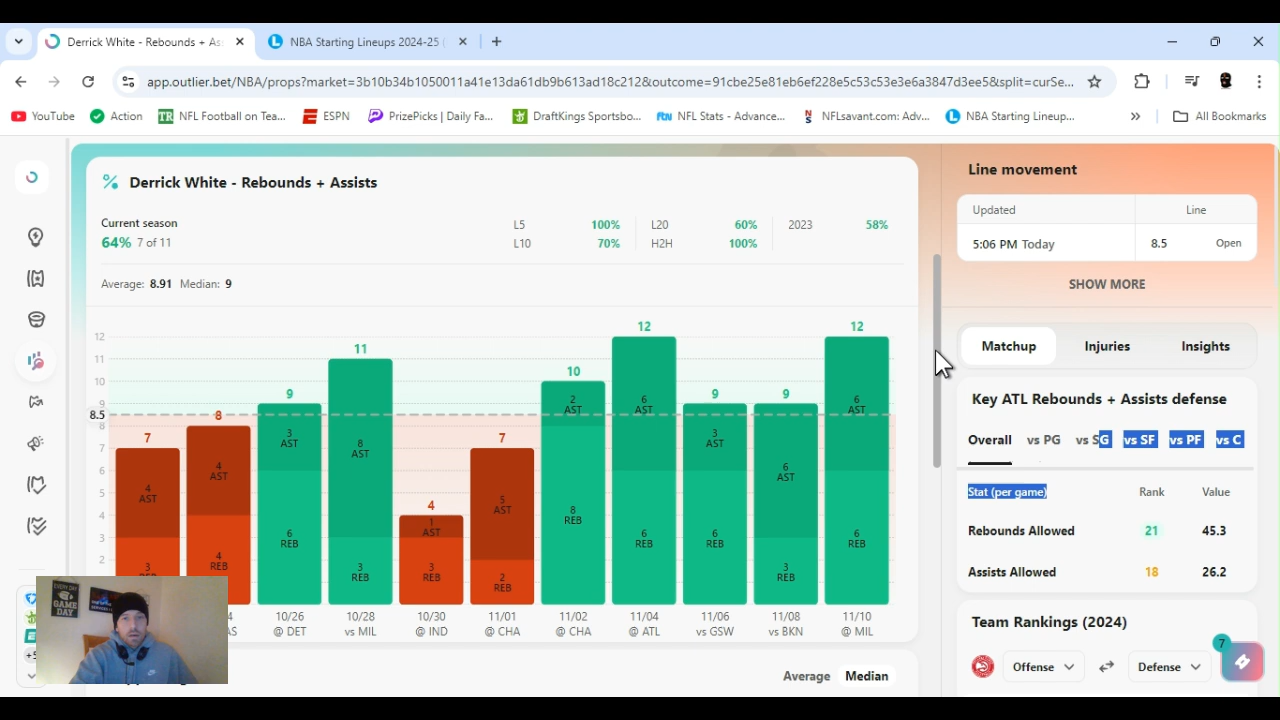 Derrick White - Rebounds + As
NBA Starting Lineups 2024-25
app.outlier.bet/NBA/props?market=3b10b34b1050011a41e13da61db9b613ad18c212&outcome=91cbe25e81eb6ef228e5c53c53e3e6a3847d3ee5&split=curSe...
YouTube Action NFL Football on Tea... ESPN PrizePicks | Daily Fa... DraftKings Sportsbo... NFL Stats - Advance... NFLsavant.com: Adv... NBA Starting Lineup... All Bookmarks
Derrick White - Rebounds + Assists
Current season
64% 7 of 11
L5 100% L20 60% 2023 58%
L10 70% H2H 100%
Average: 8.91 Median: 9
12
11
10
9
8.5
8
7
6
5
4
3
2
7 8 9 11 4 7 10 12 9 9 12
4 AST 4 AST 3 AST 8 AST 1 AST 5 AST 2 AST 6 AST 3 AST 6 AST 6 AST
3 REB 4 REB 6 REB 3 REB 3 REB 2 REB 8 REB 6 REB 6 REB 3 REB 6 REB
4 10/26 10/28 10/30 11/01 11/02 11/04 11/06 11/08 11/10
AS @ DET vs MIL @ IND @ CHA @ CHA @ ATL vs GSW vs BKN @ MIL
Average Median
Line movement
Updated Line
5:06 PM Today 8.5 Open
SHOW MORE
Matchup Injuries Insights
Key ATL Rebounds + Assists defense
Overall vs PG vs SG vs SF vs PF vs C
Stat (per game) Rank Value
Rebounds Allowed 21 45.3
Assists Allowed 18 26.2
Team Rankings (2024)
Offense Defense
7
EVERY DAY
GAME
DAY